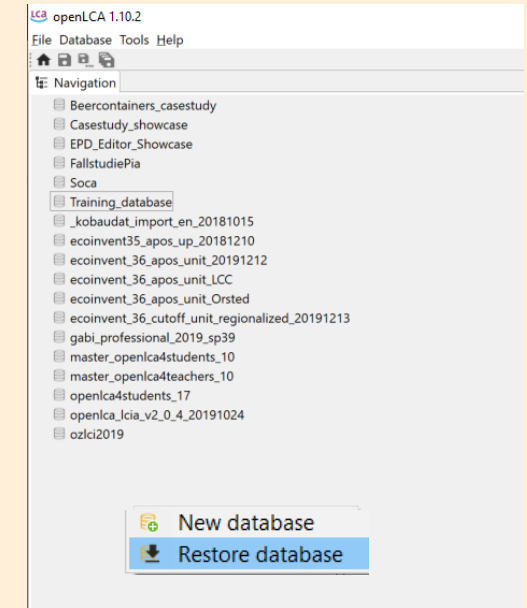 LCA openLCA 1.10.2
File Database Tools Help
Navigation
Beercontainers_casestudy
Casestudy_showcase
EPD_Editor_Showcase
FallstudiePia
Soca
Training_database
_kobaudat_import_en_20181015
ecoinvent35_apos_up_20181210
ecoinvent_36_apos_unit_20191212
ecoinvent_36_apos_unit_LCC
ecoinvent_36_apos_unit_Orsted
ecoinvent_36_cutoff_unit_regionalized_20191213
gabi_professional_2019_sp39
master_openlca4students_10
master_openlca4teachers_10
openlca4students_17
openlca_lcia_v2_0_4_20191024
ozlci2019
New database
Restore database